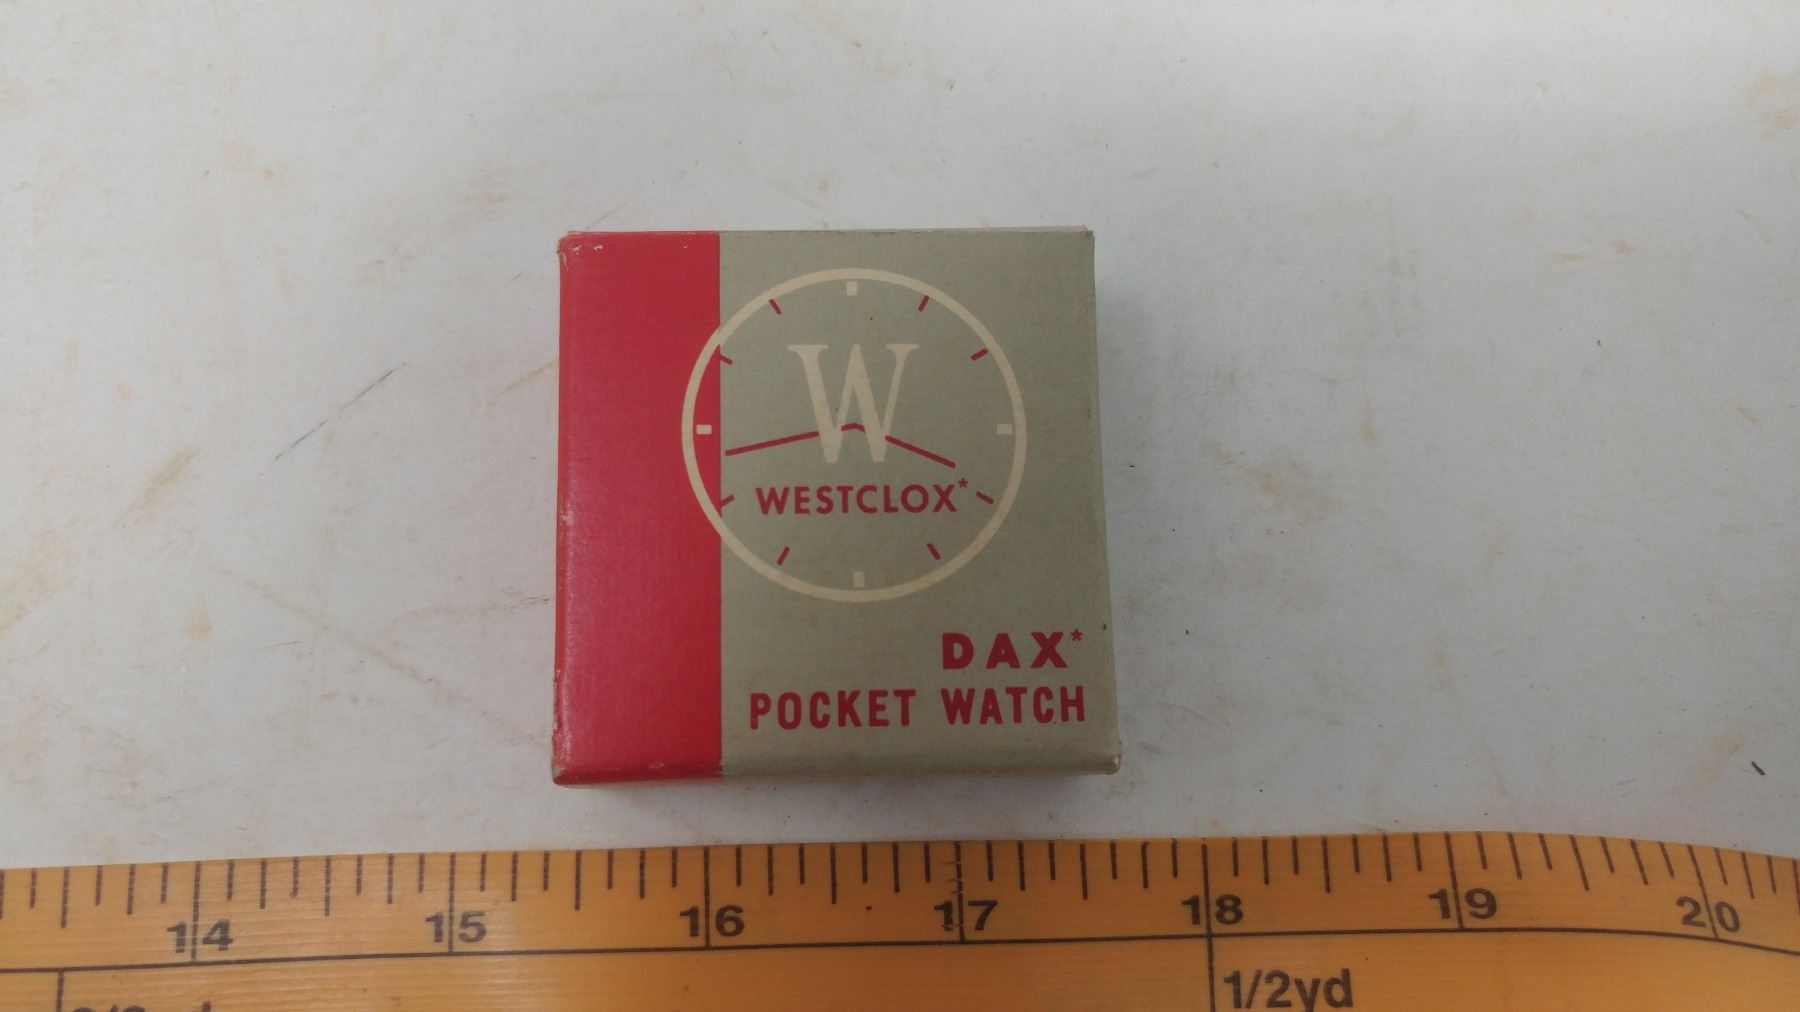 W
WESTCLOX*
DAX*
POCKET WATCH
14 15 16 17 18 19 20
1/2yd